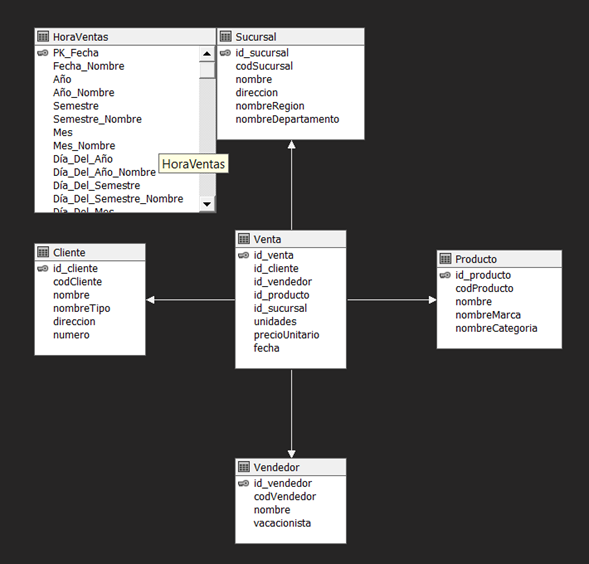 HoraVentas
PK_Fecha
Fecha_Nombre
Año
Año_Nombre
Semestre
Semestre_Nombre
Mes
Mes_Nombre
Día_Del_Año
Día_Del_Año_Nombre
Día_Del_Semestre
Día_Del_Semestre_Nombre
Día_Del_Mes
HoraVentas
Sucursal
id_sucursal
codSucursal
nombre
direccion
nombreRegion
nombreDepartamento
Cliente
id_cliente
codCliente
nombre
nombreTipo
direccion
numero
Venta
id_venta
id_cliente
id_vendedor
id_producto
id_sucursal
unidades
precioUnitario
fecha
Producto
id_producto
codProducto
nombre
nombreMarca
nombreCategoria
Vendedor
id_vendedor
codVendedor
nombre
vacacionista